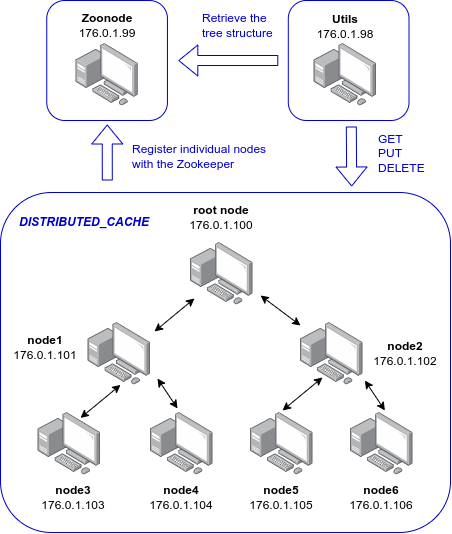 Zoonode
176.0.1.99
Retrieve the
tree structure
Utils
176.0.1.98
Register individual nodes
with the Zookeeper
GET
PUT
DELETE
DISTRIBUTED_CACHE
root node
176.0.1.100
node1
176.0.1.101
node2
176.0.1.102
node3
176.0.1.103
node4
176.0.1.104
node5
176.0.1.105
node6
176.0.1.106